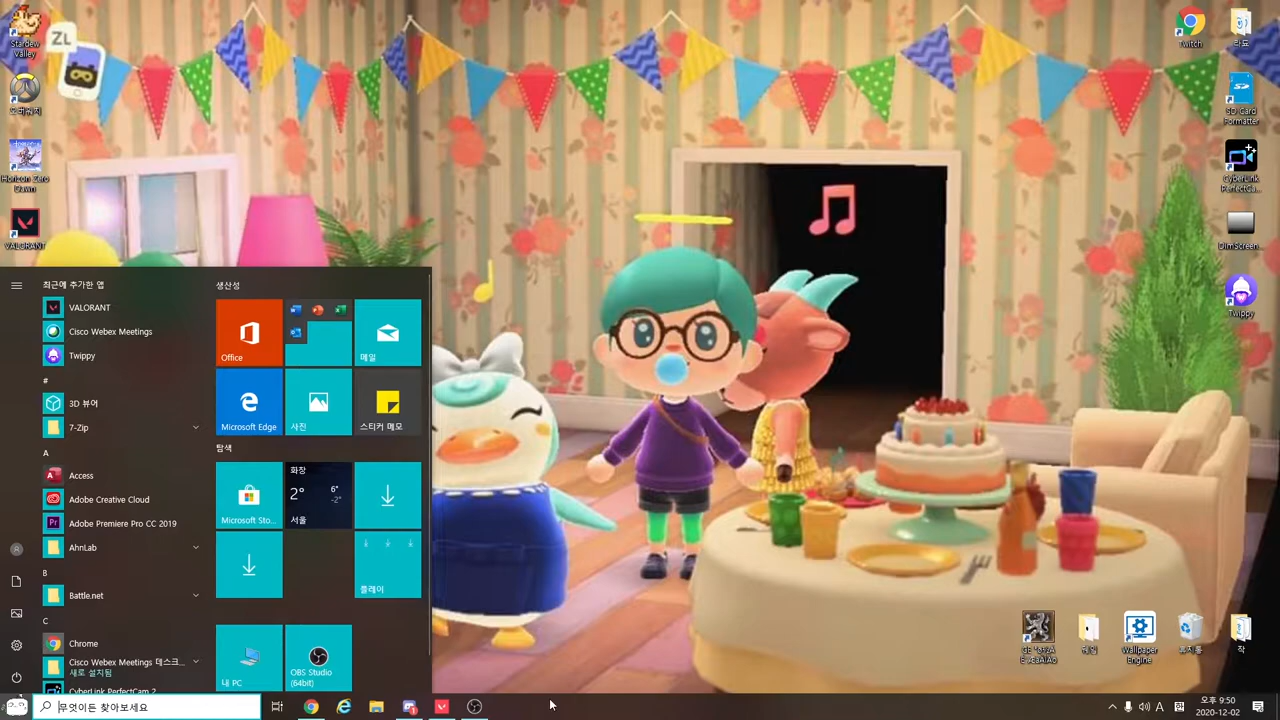 Stardew
Valley
ZL
오버워치
Horizon Zero
Dawn
VALORANT
Twitch
SD Card
Formatter
CyberLink
PerfectCa...
DimScreen
Twippy
최근에 추가한 앱
VALORANT
Cisco Webex Meetings
Twippy
#
3D 뷰어
7-Zip
A
Access
Adobe Creative Cloud
Adobe Premiere Pro CC 2019
AhnLab
B
Battle.net
C
Chrome
Cisco Webex Meetings 데스크...
새로 설치됨
CyberLink PerfectCam 2
생산성
Office
메일
Microsoft Edge
사진
스티커 메모
탐색
Microsoft Sto...
화창
2°
6°
-2°
서울
플레이
내 PC
OBS Studio
(64bit)
Wallpaper
Engine
휴지통
작
무엇이든 찾아보세요
A
오후 9:50
2020-12-02